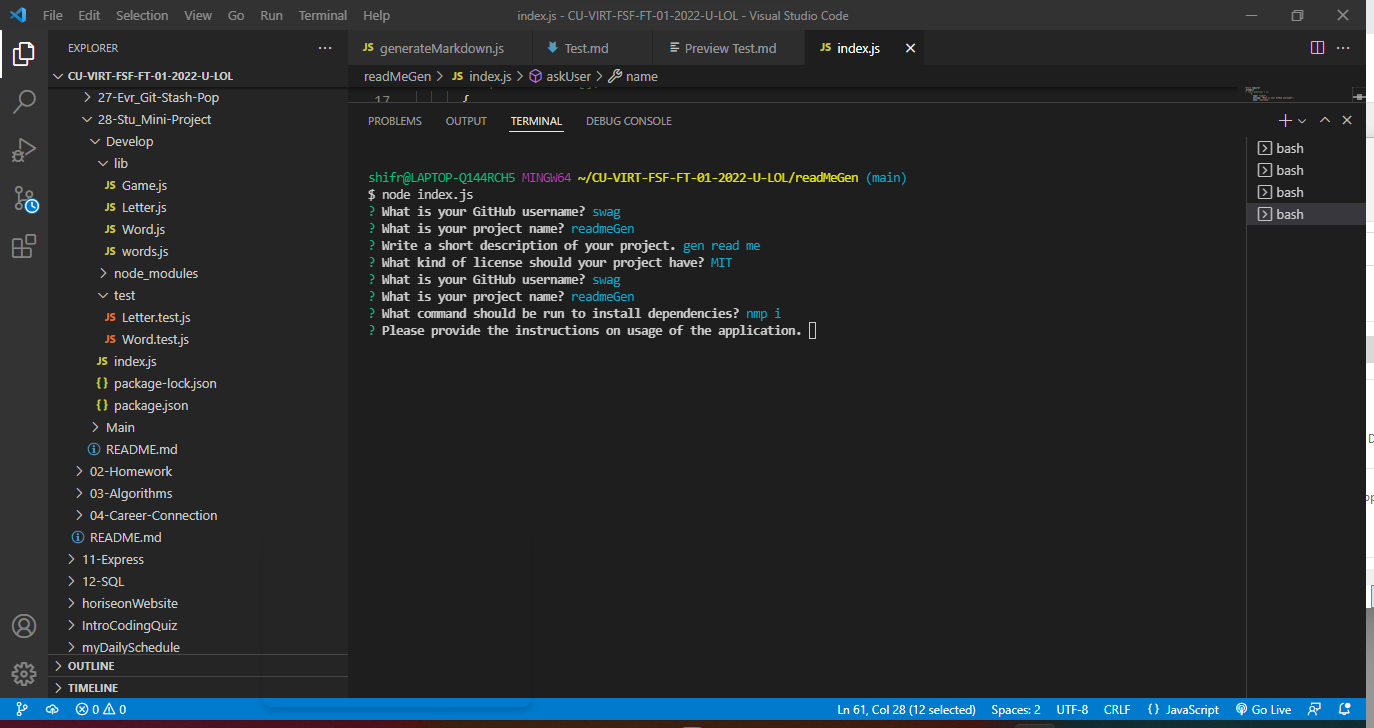 File Edit Selection View Go Run Terminal Help index.js - CU-VIRT-FSF-FT-01-2022-U-LOL - Visual Studio Code
EXPLORER
CU-VIRT-FSF-FT-01-2022-U-LOL
27-Evr_Git-Stash-Pop
28-Stu_Mini-Project
Develop
lib
JS Game.js
JS Letter.js
JS Word.js
JS words.js
node_modules
test
JS Letter.test.js
JS Word.test.js
JS index.js
{} package-lock.json
{} package.json
Main
README.md
02-Homework
03-Algorithms
04-Career-Connection
README.md
11-Express
12-SQL
horiseonWebsite
IntroCodingQuiz
myDailySchedule
OUTLINE
TIMELINE
JS generateMarkdown.js Test.md Preview Test.md JS index.js
readMeGen > JS index.js > askUser > name
17 {
PROBLEMS OUTPUT TERMINAL DEBUG CONSOLE
shifr@LAPTOP-Q144RCH5 MINGW64 ~/CU-VIRT-FSF-FT-01-2022-U-LOL/readMeGen (main)
$ node index.js
? What is your GitHub username? swag
? What is your project name? readmeGen
? Write a short description of your project. gen read me
? What kind of license should your project have? MIT
? What is your GitHub username? swag
? What is your project name? readmeGen
? What command should be run to install dependencies? nmp i
? Please provide the instructions on usage of the application.
bash
bash
bash
bash
0 0 Ln 61, Col 28 (12 selected) Spaces: 2 UTF-8 CRLF {} JavaScript Go Live